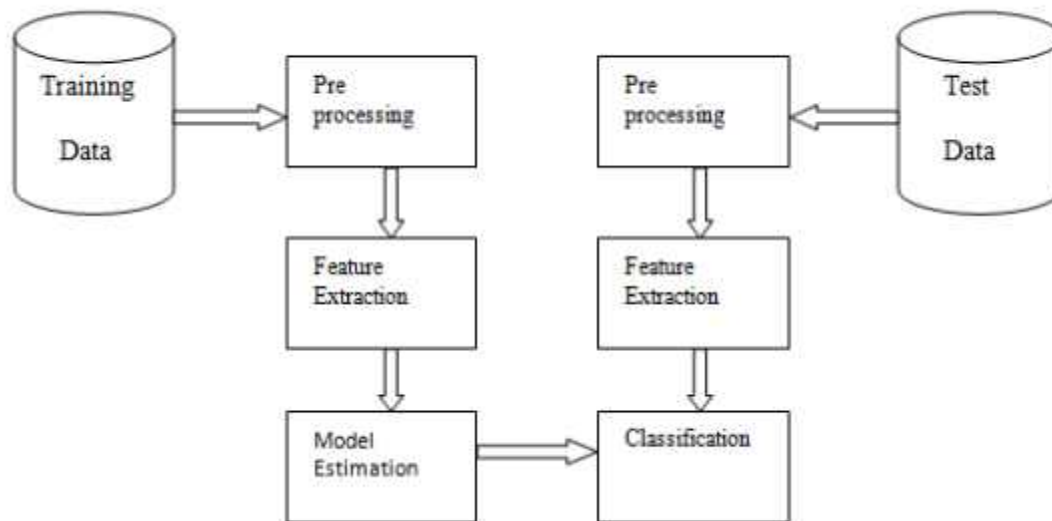 Training
Data
Pre
processing
Feature
Extraction
Model
Estimation
Pre
processing
Feature
Extraction
Classification
Test
Data